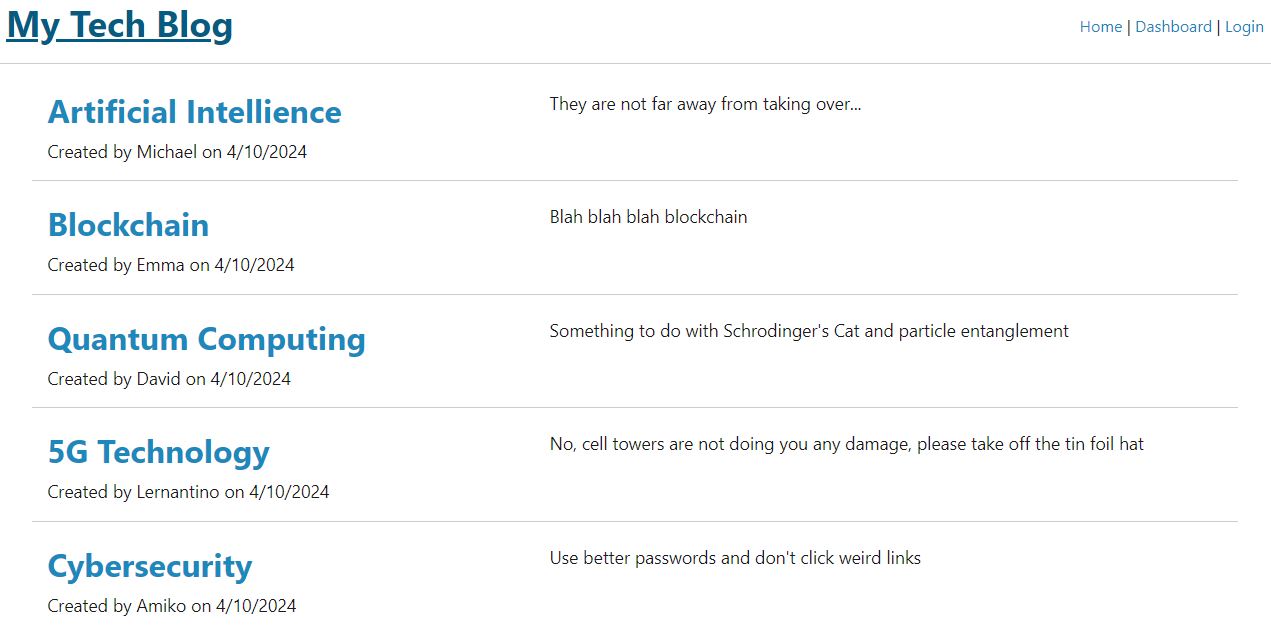 My Tech Blog
Home | Dashboard | Login
Artificial Intellience
They are not far away from taking over...
Created by Michael on 4/10/2024
Blockchain
Blah blah blah blockchain
Created by Emma on 4/10/2024
Quantum Computing
Something to do with Schrodinger's Cat and particle entanglement
Created by David on 4/10/2024
5G Technology
No, cell towers are not doing you any damage, please take off the tin foil hat
Created by Lernantino on 4/10/2024
Cybersecurity
Use better passwords and don't click weird links
Created by Amiko on 4/10/2024